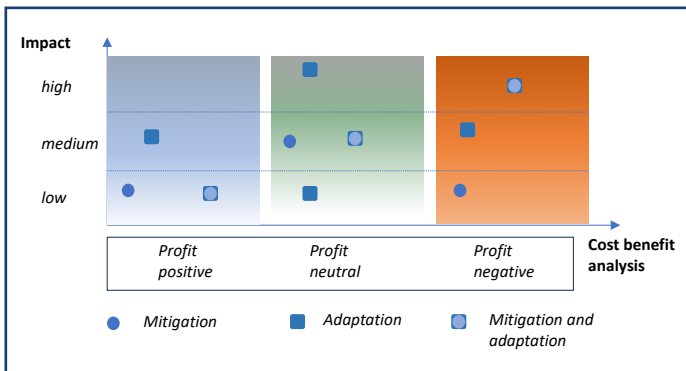 Impact
high
medium
low
Cost benefit
analysis
Profit
positive
Profit
neutral
Profit
negative
Mitigation
Adaptation
Mitigation and
adaptation